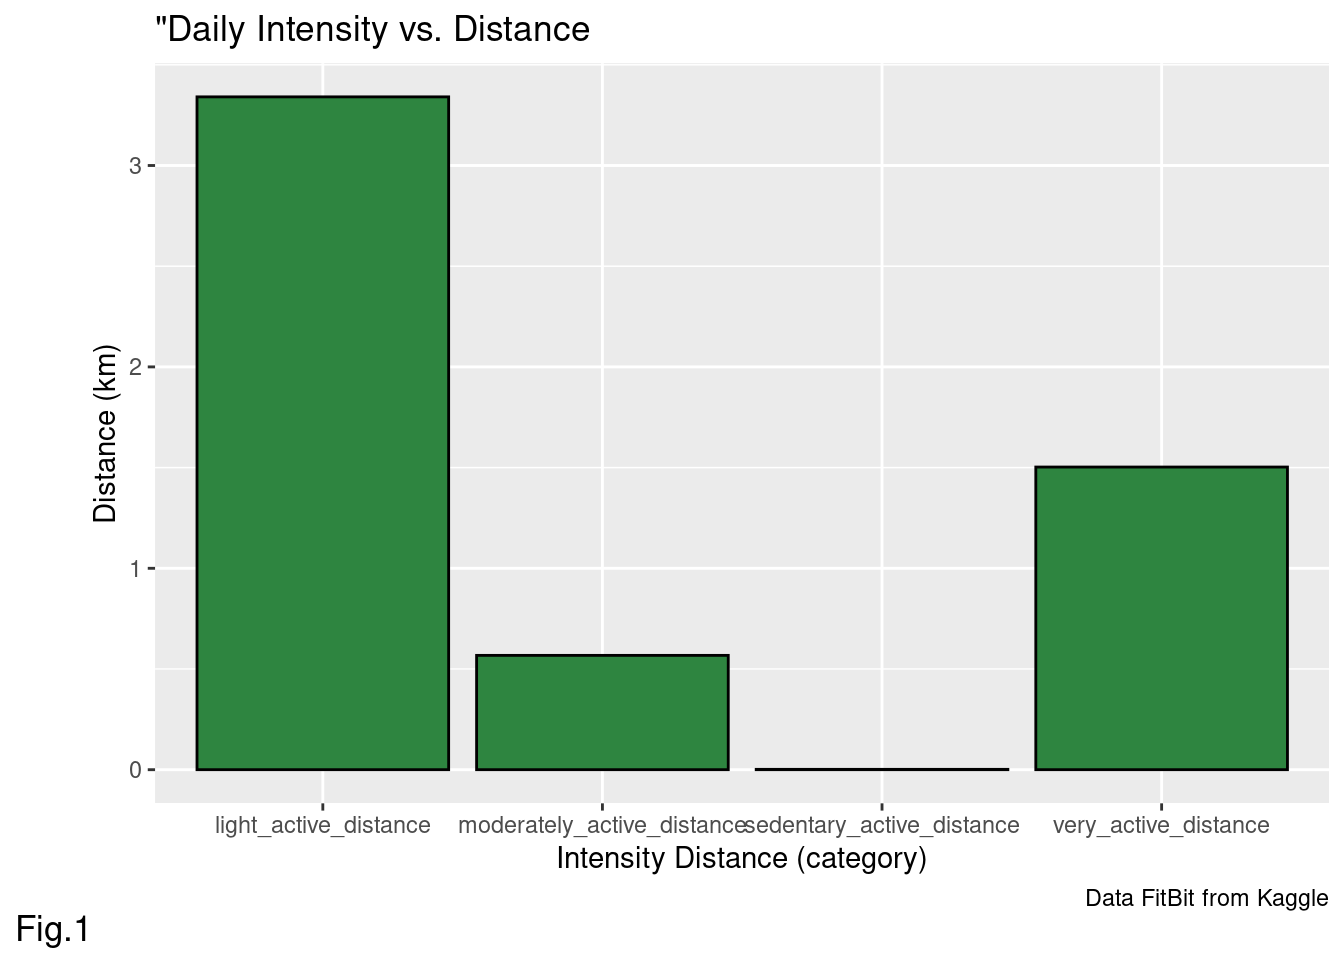 "Daily Intensity vs. Distance
Distance (km)
3
2
1
0
light_active_distance moderately_active_distance sedentary_active_distance very_active_distance
Intensity Distance (category)
Data FitBit from Kaggle
Fig.1